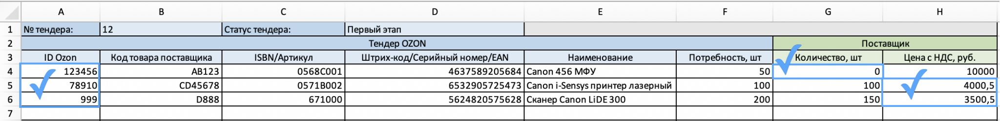 A B C D E F G H
1 № тендера: 12 Статус тендера: Первый этап
2 Тендер OZON Поставщик
3 ID Ozon Код товара поставщика ISBN/Артикул Штрих-код/Серийный номер/EAN Наименование Потребность, шт Количество, шт Цена с НДС, руб.
4 123456 AB123 0568C001 4637589205684 Canon 456 МФУ 50 0 10000
5 78910 CD45678 0571B002 6532905725473 Canon i-Sensys принтер лазерный 100 100 4000,5
6 999 D888 671000 5624820575628 Сканер Canon LiDE 300 200 150 3500,5
7